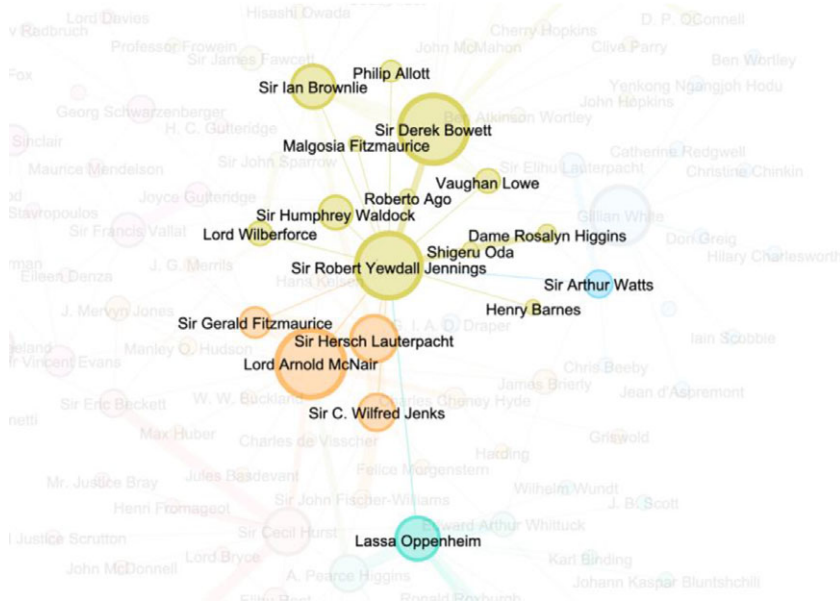 Hisashi Owada
Lord Davies
Cherry Hopkins
D. P. OConnell
Redbruch
Professor Frowein
John McMahon
Clive Parry
Sir James Fawcett
Ben Wortley
Philip Allott
Fox
Sir Ian Brownlie
Yenkong Ngangjoh Hodu
John Hopkins
Georg Schwarzenberger
Ben Atkinson Wortley
Sir Derek Bowett
H. C. Gutteridge
Sinclair
Malgosia Fitzmaurice
Catherine Redgwell
Sir John Sparrow
Sir Elihu Lauterpacht
Maurice Mendelson
Christine Chinkin
Vaughan Lowe
Joyce Gutteridge
Roberto Ago
Stavropoulos
Sir Humphrey Waldock
Gillian White
Sir Francis Vallat
Lord Wilberforce
Dame Rosalyn Higgins
Don Greig
Shigeru Oda
Hilary Charlesworth
J. G. Merrils
Sir Robert Yewdall Jennings
Eileen Denza
Hans Kelsen
Sir Arthur Watts
J. Mervyn Jones
Henry Barnes
Sir Gerald Fitzmaurice
G. I. A. D. Draper
Iain Scobbie
Sir Hersch Lauterpacht
Manley O. Hudson
Vincent Evans
Lord Arnold McNair
Chris Beeby
James Brierly
Jean d'Aspremont
W. W. Buckland
Charles Cheney Hyde
Sir Eric Beckett
Sir C. Wilfred Jenks
Max Huber
Charles de Visscher
Griswold
Harding
Felice Morgenstern
Jules Basdevant
Mr. Justice Bray
Wilhelm Wundt
Sir John Fischer-Williams
J. B. Scott
Henri Fromageot
Edward Arthur Whittuck
Sir Cecil Hurst
Justice Scrutton
Lassa Oppenheim
Lord Bryce
Karl Binding
John McDonnell
A. Pearce Higgins
Johann Kaspar Bluntshchili
Ronald Roxburgh